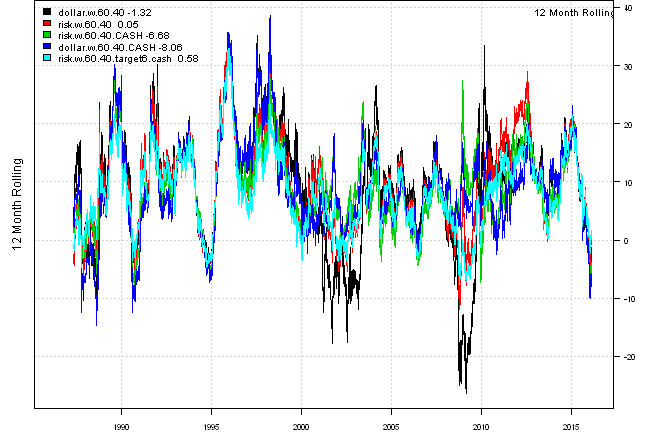 dollar.w.60.40 -1.32
risk.w.60.40 0.05
risk.w.60.40.CASH -6.68
dollar.w.60.40.CASH -8.06
risk.w.60.40.target6.cash 0.58
12 Month Rolling
12 Month Rolling
40
30
20
10
0
-10
-20
1990
1995
2000
2005
2010
2015